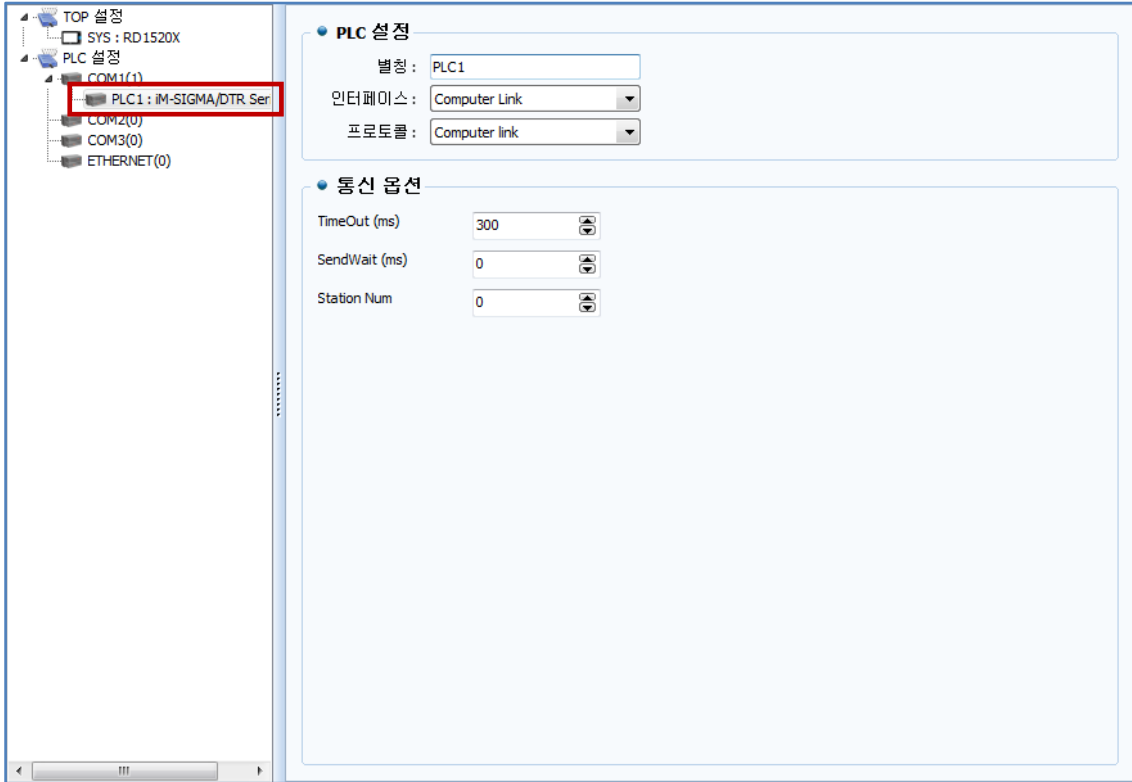 TOP 설정
SYS : RD1520X
PLC 설정
COM1(1)
PLC1 : iM-SIGMA/DTR Ser
COM2(0)
COM3(0)
ETHERNET(0)
PLC 설정
별칭 : PLC1
인터페이스 : Computer Link
프로토콜 : Computer link
통신 옵션
TimeOut (ms) 300
SendWait (ms) 0
Station Num 0